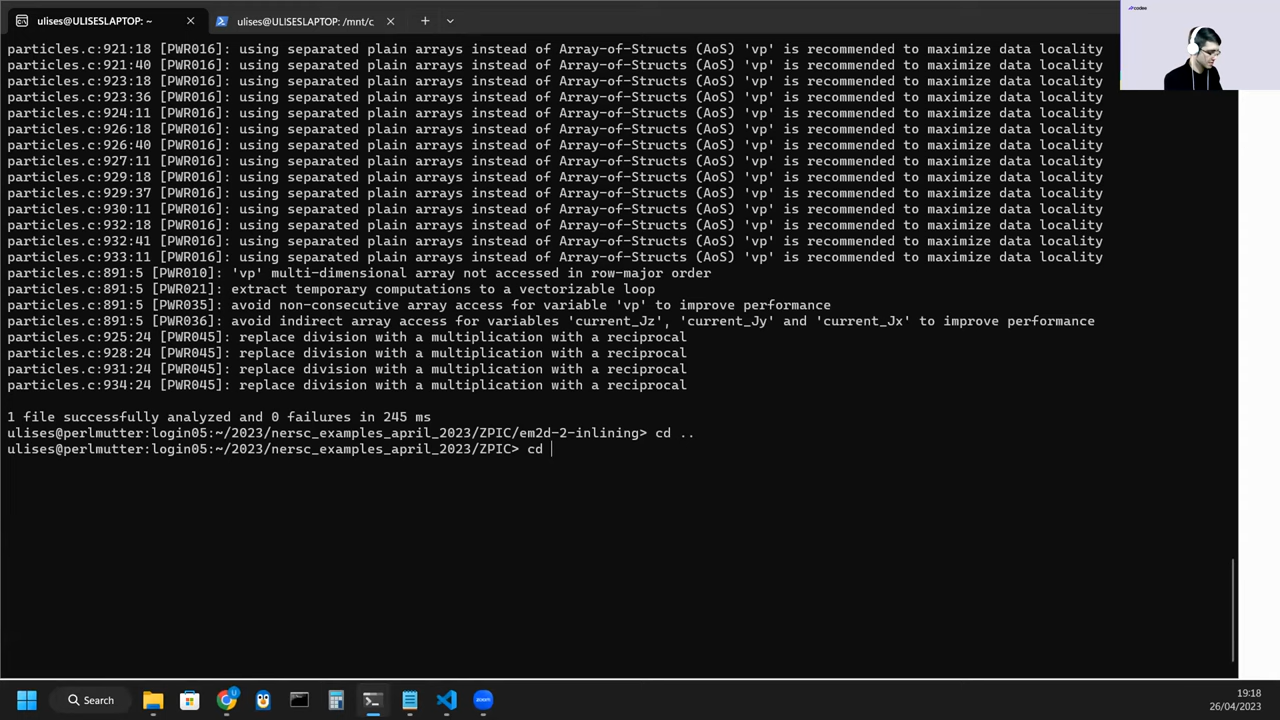 ulises@ULISESLAPTOP: ~
ulises@ULISESLAPTOP: /mnt/c
particles.c:921:18 [PWR016]: using separated plain arrays instead of Array-of-Structs (AoS) 'vp' is recommended to maximize data locality
particles.c:921:40 [PWR016]: using separated plain arrays instead of Array-of-Structs (AoS) 'vp' is recommended to maximize data locality
particles.c:923:18 [PWR016]: using separated plain arrays instead of Array-of-Structs (AoS) 'vp' is recommended to maximize data locality
particles.c:923:36 [PWR016]: using separated plain arrays instead of Array-of-Structs (AoS) 'vp' is recommended to maximize data locality
particles.c:924:11 [PWR016]: using separated plain arrays instead of Array-of-Structs (AoS) 'vp' is recommended to maximize data locality
particles.c:926:18 [PWR016]: using separated plain arrays instead of Array-of-Structs (AoS) 'vp' is recommended to maximize data locality
particles.c:926:40 [PWR016]: using separated plain arrays instead of Array-of-Structs (AoS) 'vp' is recommended to maximize data locality
particles.c:927:11 [PWR016]: using separated plain arrays instead of Array-of-Structs (AoS) 'vp' is recommended to maximize data locality
particles.c:929:18 [PWR016]: using separated plain arrays instead of Array-of-Structs (AoS) 'vp' is recommended to maximize data locality
particles.c:929:37 [PWR016]: using separated plain arrays instead of Array-of-Structs (AoS) 'vp' is recommended to maximize data locality
particles.c:930:11 [PWR016]: using separated plain arrays instead of Array-of-Structs (AoS) 'vp' is recommended to maximize data locality
particles.c:932:18 [PWR016]: using separated plain arrays instead of Array-of-Structs (AoS) 'vp' is recommended to maximize data locality
particles.c:932:41 [PWR016]: using separated plain arrays instead of Array-of-Structs (AoS) 'vp' is recommended to maximize data locality
particles.c:933:11 [PWR016]: using separated plain arrays instead of Array-of-Structs (AoS) 'vp' is recommended to maximize data locality
particles.c:891:5 [PWR010]: 'vp' multi-dimensional array not accessed in row-major order
particles.c:891:5 [PWR021]: extract temporary computations to a vectorizable loop
particles.c:891:5 [PWR035]: avoid non-consecutive array access for variable 'vp' to improve performance
particles.c:891:5 [PWR036]: avoid indirect array access for variables 'current_Jz', 'current_Jy' and 'current_Jx' to improve performance
particles.c:925:24 [PWR045]: replace division with a multiplication with a reciprocal
particles.c:928:24 [PWR045]: replace division with a multiplication with a reciprocal
particles.c:931:24 [PWR045]: replace division with a multiplication with a reciprocal
particles.c:934:24 [PWR045]: replace division with a multiplication with a reciprocal
1 file successfully analyzed and 0 failures in 245 ms
ulises@perlmutter:login05:~/2023/nersc_examples_april_2023/ZPIC/em2d-2-inlining> cd ..
ulises@perlmutter:login05:~/2023/nersc_examples_april_2023/ZPIC> cd
codee
Search
zoom
19:18
26/04/2023